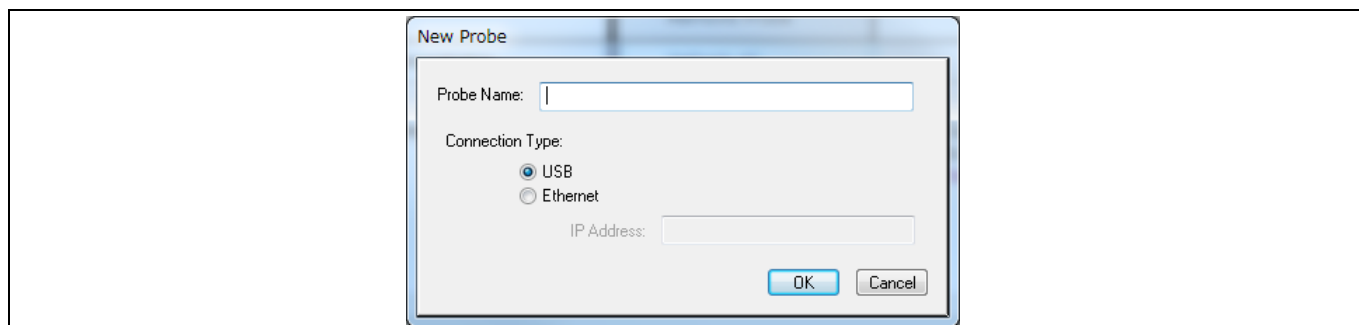 New Probe
Probe Name:
Connection Type:
USB
Ethernet
IP Address:
OK Cancel